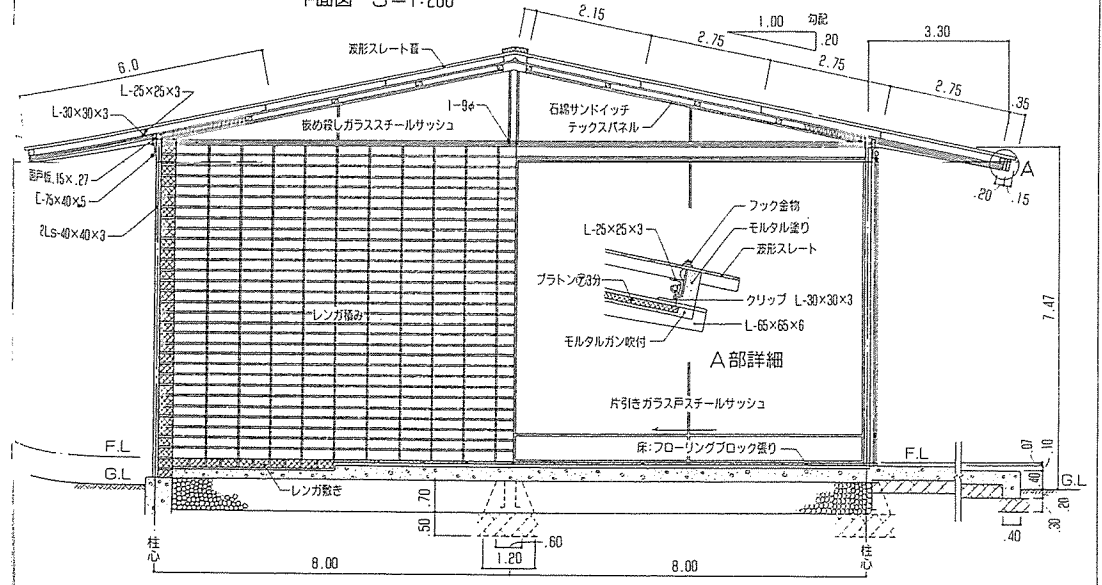 S=1:200
2.15
1.00 勾配
.20
3.30
2.75
2.75
2.75
.35
6.0
波形スレート葺
L-25×25×3
L-30×30×3
1-9φ
石綿サンドイッチ
テックスパネル
嵌め殺しガラススチールサッシュ
.15×.27
[-75×40×5
2Ls-40×40×3
A
.20
.15
フック金物
L-25×25×3
モルタル塗り
波形スレート
プラトン㋐3分
クリップ L-30×30×3
L-65×65×6
モルタルガン吹付
A部詳細
レンガ積み
7.47
片引きガラス戸スチールサッシュ
床:フローリングブロック張り
F.L
G.L
F.L
G.L
.07
.10
.40
.20
.30
.40
レンガ敷き
.70
.50
.60
1.20
柱心
8.00
8.00
柱心